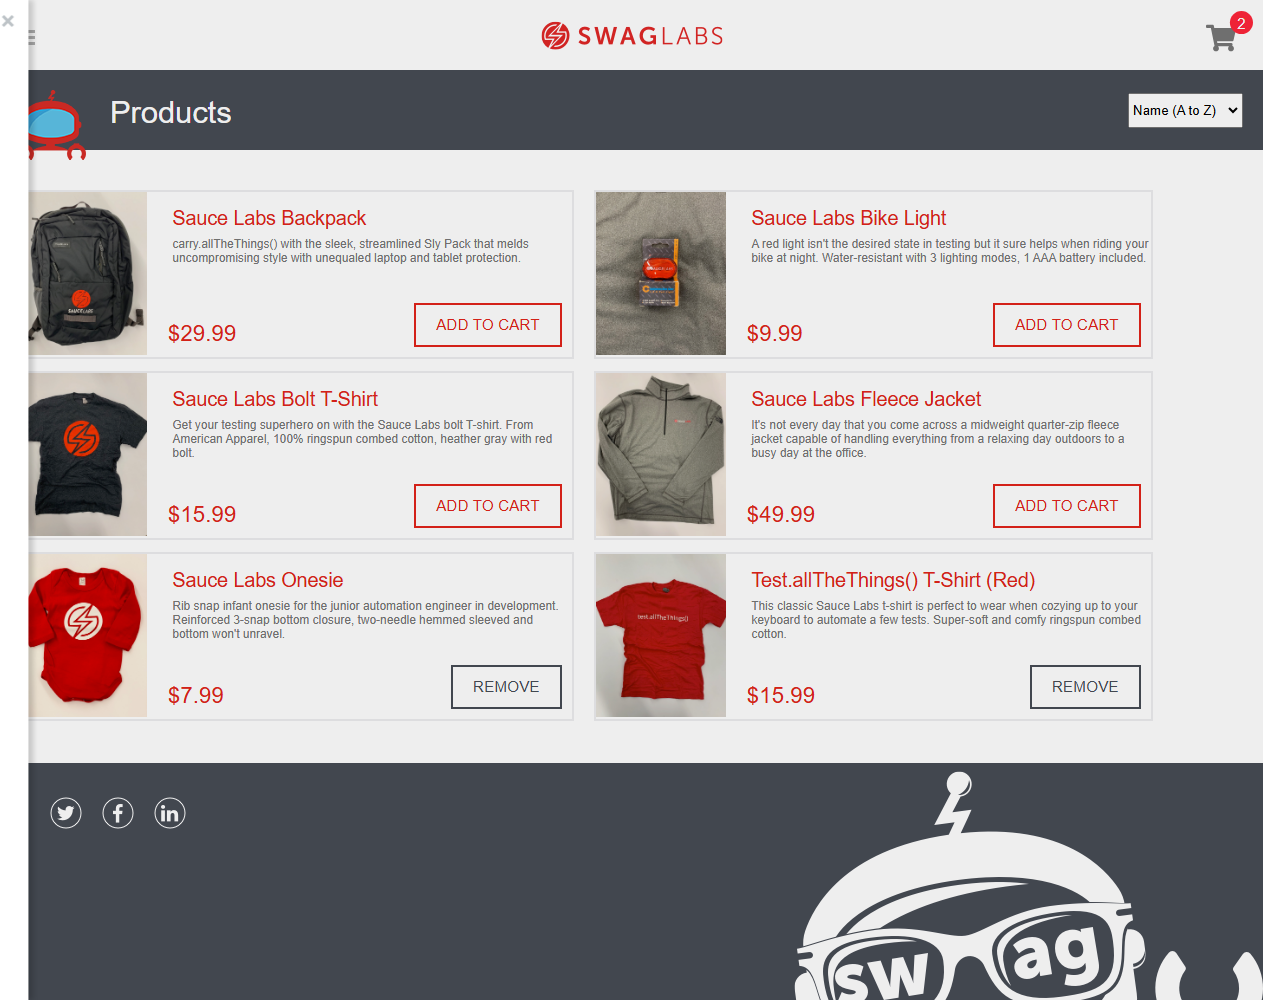 ×
SWAGLABS
2
Products
Name (A to Z)
Sauce Labs Backpack
carry.allTheThings() with the sleek, streamlined Sly Pack that melds
uncompromising style with unequaled laptop and tablet protection.
$29.99
ADD TO CART
Sauce Labs Bike Light
A red light isn't the desired state in testing but it sure helps when riding your
bike at night. Water-resistant with 3 lighting modes, 1 AAA battery included.
$9.99
ADD TO CART
Sauce Labs Bolt T-Shirt
Get your testing superhero on with the Sauce Labs bolt T-shirt. From
American Apparel, 100% ringspun combed cotton, heather gray with red
bolt.
$15.99
ADD TO CART
Sauce Labs Fleece Jacket
It's not every day that you come across a midweight quarter-zip fleece
jacket capable of handling everything from a relaxing day outdoors to a
busy day at the office.
$49.99
ADD TO CART
Sauce Labs Onesie
Rib snap infant onesie for the junior automation engineer in development.
Reinforced 3-snap bottom closure, two-needle hemmed sleeved and
bottom won't unravel.
$7.99
REMOVE
test.allTheThings()
Test.allTheThings() T-Shirt (Red)
This classic Sauce Labs t-shirt is perfect to wear when cozying up to your
keyboard to automate a few tests. Super-soft and comfy ringspun combed
cotton.
$15.99
REMOVE
swag